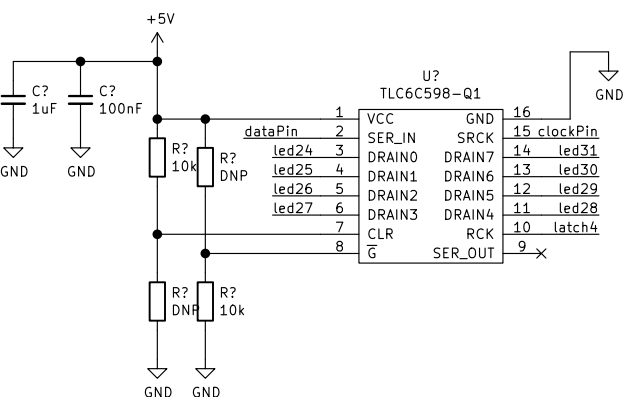 +5V
C?
1uF
C?
100nF
GND
GND
U?
TLC6C598-Q1
1 VCC GND 16
GND
dataPin 2 SER_IN SRCK 15 clockPin
led24 3 DRAIN0 DRAIN7 14 led31
led25 4 DRAIN1 DRAIN6 13 led30
led26 5 DRAIN2 DRAIN5 12 led29
led27 6 DRAIN3 DRAIN4 11 led28
7 CLR RCK 10 latch4
8 G SER_OUT 9
R?
10k
R?
DNP
R?
DNP
R?
10k
GND
GND